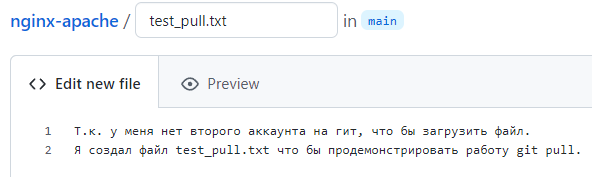 nginx-apache / test_pull.txt in main
Edit new file Preview
1 Т.к. у меня нет второго аккаунта на гит, что бы загрузить файл.
2 Я создал файл test_pull.txt что бы продемонстрировать работу git pull.